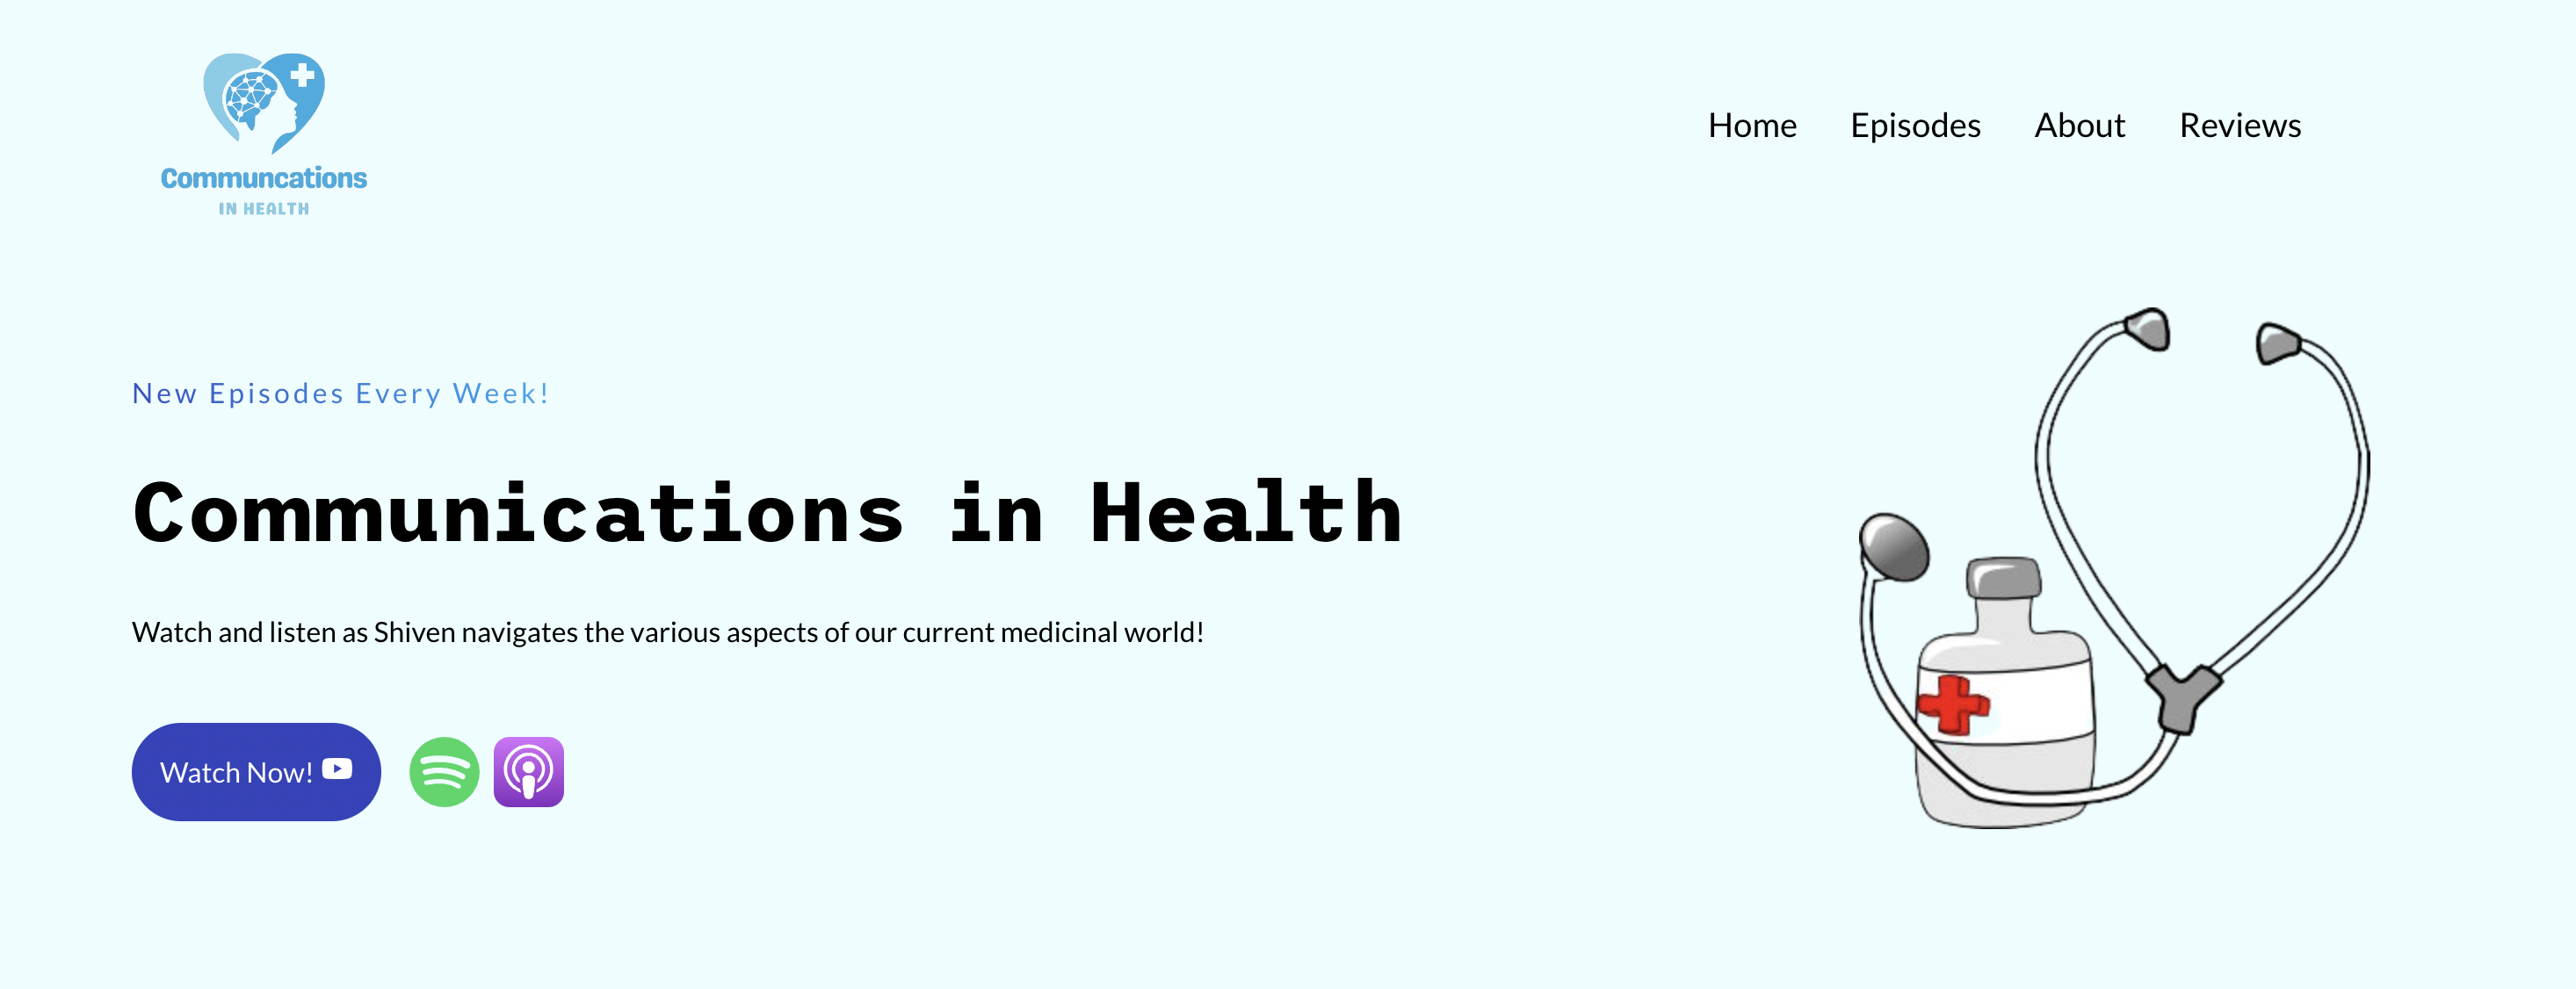 Communcations
IN HEALTH
Home Episodes About Reviews
New Episodes Every Week!
Communications in Health
Watch and listen as Shiven navigates the various aspects of our current medicinal world!
Watch Now!